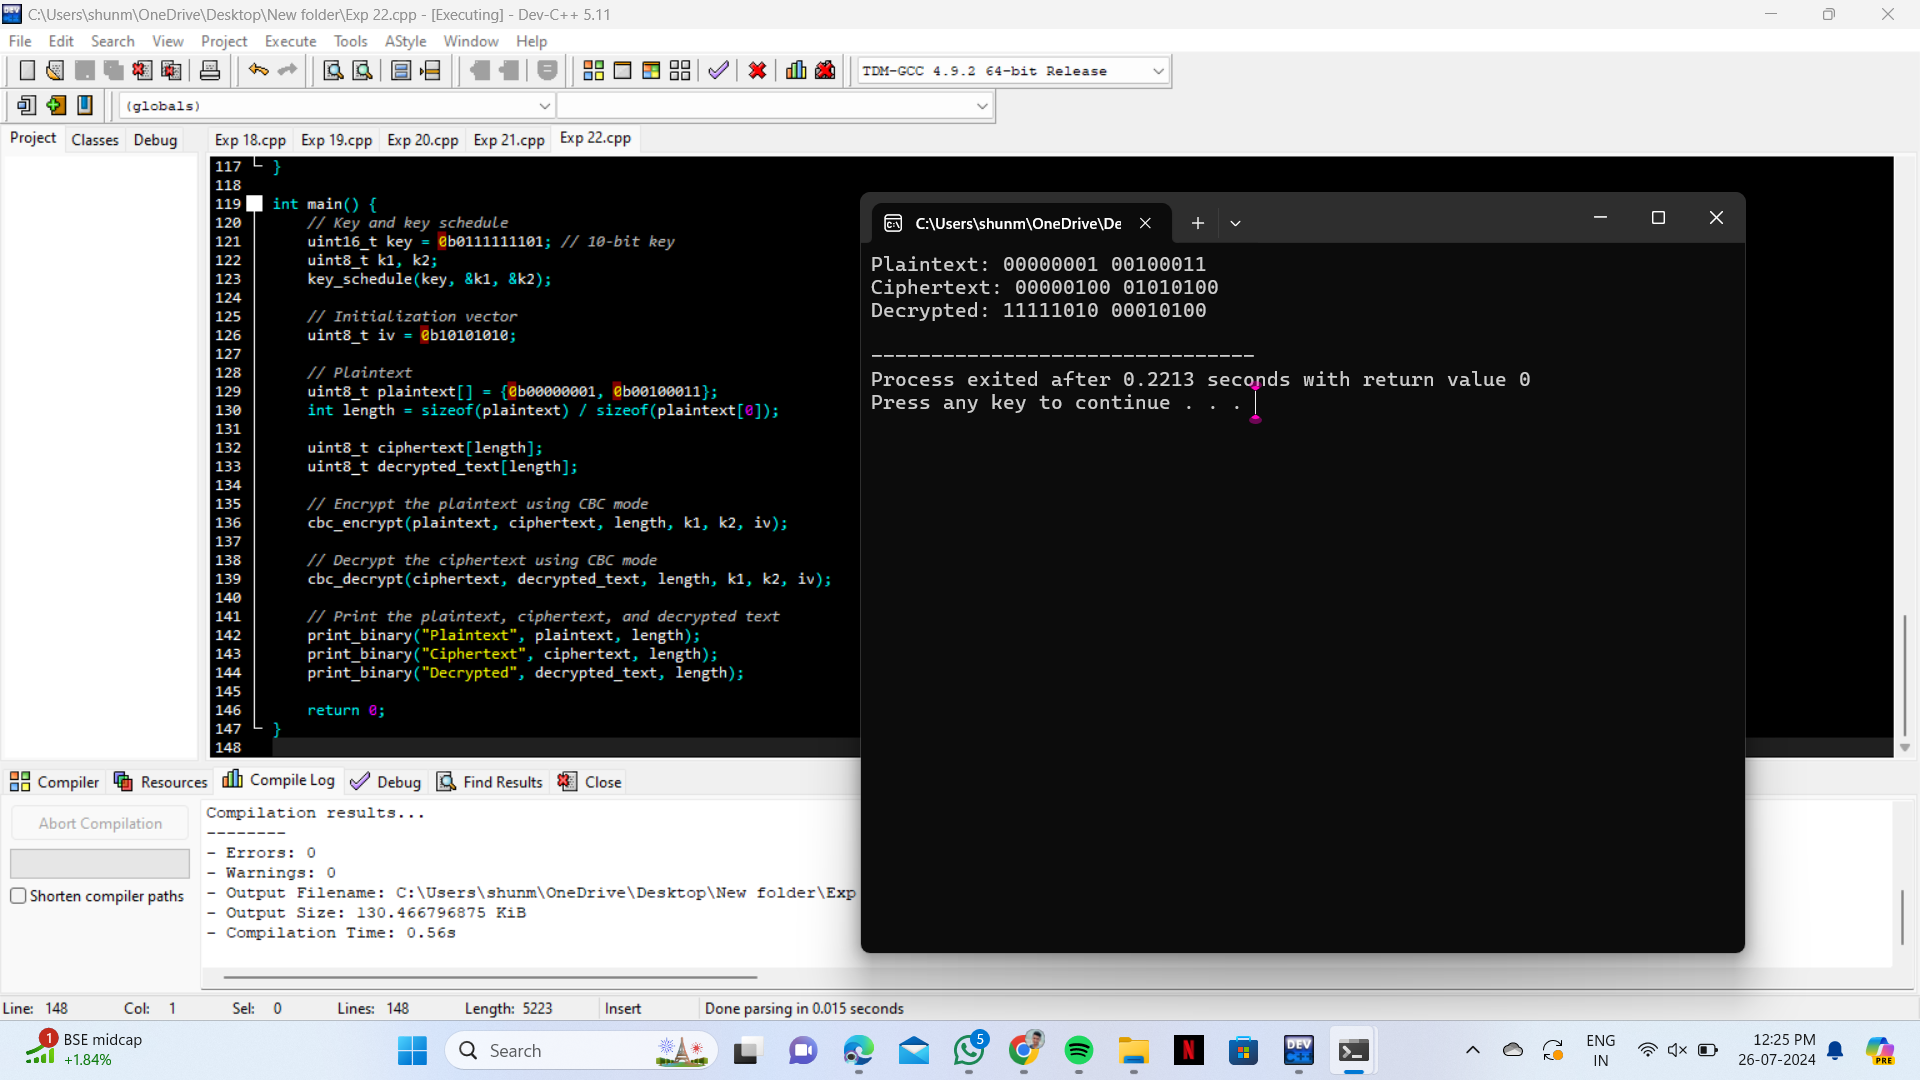 C:\Users\shunm\OneDrive\Desktop\New folder\Exp 22.cpp - [Executing] - Dev-C++ 5.11
File Edit Search View Project Execute Tools AStyle Window Help
TDM-GCC 4.9.2 64-bit Release
(globals)
Project Classes Debug
Exp 18.cpp Exp 19.cpp Exp 20.cpp Exp 21.cpp Exp 22.cpp
117 }
118
119 int main() {
120 // Key and key schedule
121 uint16_t key = 0b0111111101; // 10-bit key
122 uint8_t k1, k2;
123 key_schedule(key, &k1, &k2);
124
125 // Initialization vector
126 uint8_t iv = 0b10101010;
127
128 // Plaintext
129 uint8_t plaintext[] = {0b00000001, 0b00100011};
130 int length = sizeof(plaintext) / sizeof(plaintext[0]);
131
132 uint8_t ciphertext[length];
133 uint8_t decrypted_text[length];
134
135 // Encrypt the plaintext using CBC mode
136 cbc_encrypt(plaintext, ciphertext, length, k1, k2, iv);
137
138 // Decrypt the ciphertext using CBC mode
139 cbc_decrypt(ciphertext, decrypted_text, length, k1, k2, iv);
140
141 // Print the plaintext, ciphertext, and decrypted text
142 print_binary("Plaintext", plaintext, length);
143 print_binary("Ciphertext", ciphertext, length);
144 print_binary("Decrypted", decrypted_text, length);
145
146 return 0;
147 }
148
C:\Users\shunm\OneDrive\De
Plaintext: 00000001 00100011
Ciphertext: 00000100 01010100
Decrypted: 11111010 00010100
--------------------------------
Process exited after 0.2213 seconds with return value 0
Press any key to continue . . .
Compiler Resources Compile Log Debug Find Results Close
Abort Compilation
Shorten compiler paths
Compilation results...
--------
- Errors: 0
- Warnings: 0
- Output Filename: C:\Users\shunm\OneDrive\Desktop\New folder\Exp
- Output Size: 130.466796875 KiB
- Compilation Time: 0.56s
Line: 148 Col: 1 Sel: 0 Lines: 148 Length: 5223 Insert Done parsing in 0.015 seconds
1
BSE midcap
+1.84%
Search
5
N
DEV C++
ENG
IN
12:25 PM
26-07-2024
PRE